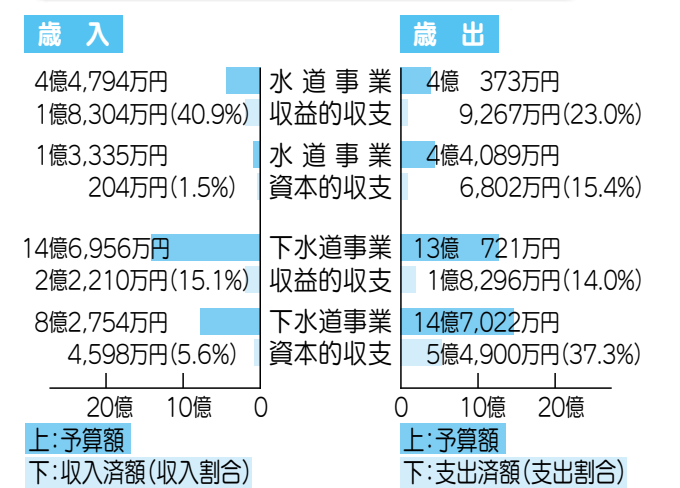 歳 入 歳 出
4億4,794万円 水道事業 4億 373万円
1億8,304万円(40.9%) 収益的収支 9,267万円(23.0%)
1億3,335万円 水道事業 4億4,089万円
204万円(1.5%) 資本的収支 6,802万円(15.4%)
14億6,956万円 下水道事業 13億 721万円
2億2,210万円(15.1%) 収益的収支 1億8,296万円(14.0%)
8億2,754万円 下水道事業 14億7,022万円
4,598万円(5.6%) 資本的収支 5億4,900万円(37.3%)
20億 10億 0 0 10億 20億
上:予算額 上:予算額
下:収入済額(収入割合) 下:支出済額(支出割合)